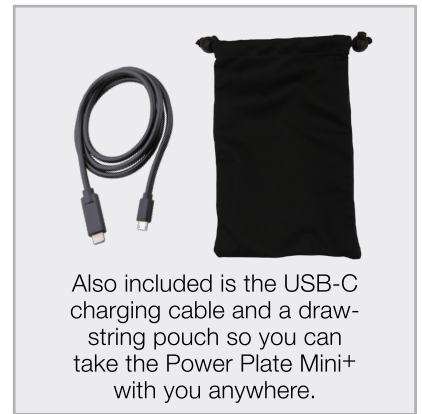 Also included is the USB-C
charging cable and a draw-
string pouch so you can
take the Power Plate Mini+
with you anywhere.